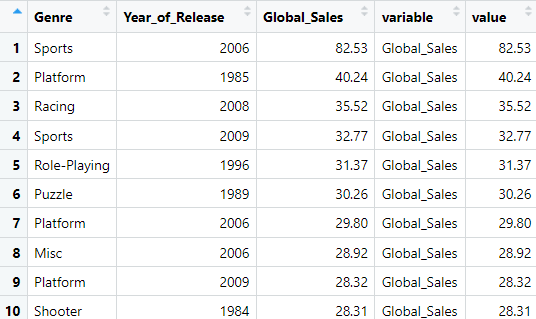 Genre Year_of_Release Global_Sales variable value
1 Sports 2006 82.53 Global_Sales 82.53
2 Platform 1985 40.24 Global_Sales 40.24
3 Racing 2008 35.52 Global_Sales 35.52
4 Sports 2009 32.77 Global_Sales 32.77
5 Role-Playing 1996 31.37 Global_Sales 31.37
6 Puzzle 1989 30.26 Global_Sales 30.26
7 Platform 2006 29.80 Global_Sales 29.80
8 Misc 2006 28.92 Global_Sales 28.92
9 Platform 2009 28.32 Global_Sales 28.32
10 Shooter 1984 28.31 Global_Sales 28.31